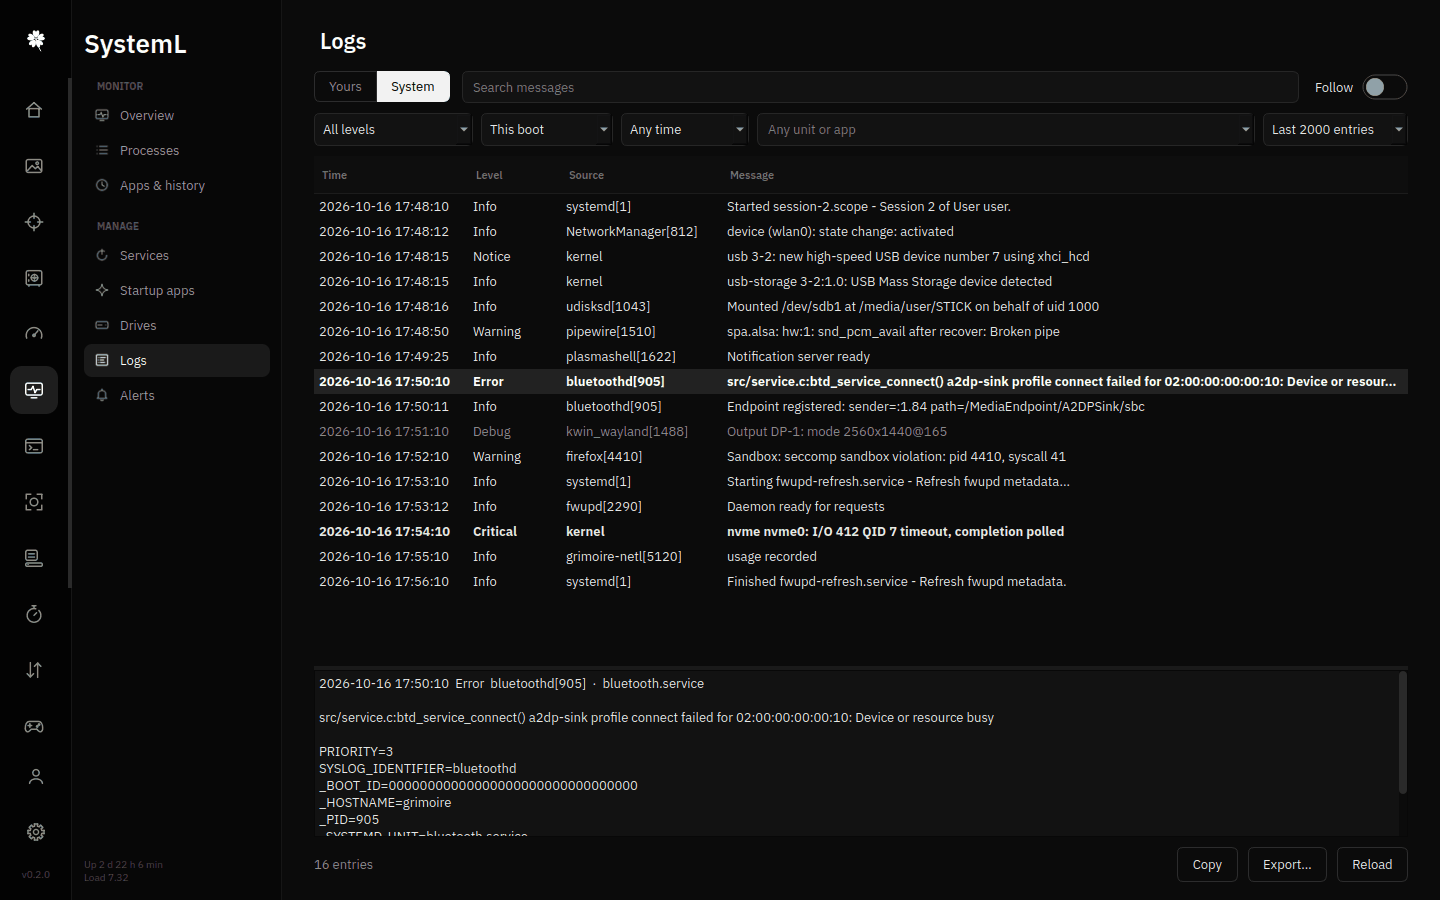 SystemL
MONITOR
Overview
Processes
Apps & history
MANAGE
Services
Startup apps
Drives
Logs
Alerts
Up 2 d 22 h 6 min
Load 7.32
v0.2.0
Logs
Yours System Search messages Follow
All levels This boot Any time Any unit or app Last 2000 entries
Time Level Source Message
2026-10-16 17:48:10 Info systemd[1] Started session-2.scope - Session 2 of User user.
2026-10-16 17:48:12 Info NetworkManager[812] device (wlan0): state change: activated
2026-10-16 17:48:15 Notice kernel usb 3-2: new high-speed USB device number 7 using xhci_hcd
2026-10-16 17:48:15 Info kernel usb-storage 3-2:1.0: USB Mass Storage device detected
2026-10-16 17:48:16 Info udisksd[1043] Mounted /dev/sdb1 at /media/user/STICK on behalf of uid 1000
2026-10-16 17:48:50 Warning pipewire[1510] spa.alsa: hw:1: snd_pcm_avail after recover: Broken pipe
2026-10-16 17:49:25 Info plasmashell[1622] Notification server ready
2026-10-16 17:50:10 Error bluetoothd[905] src/service.c:btd_service_connect() a2dp-sink profile connect failed for 02:00:00:00:00:10: Device or resour...
2026-10-16 17:50:11 Info bluetoothd[905] Endpoint registered: sender=:1.84 path=/MediaEndpoint/A2DPSink/sbc
2026-10-16 17:51:10 Debug kwin_wayland[1488] Output DP-1: mode 2560x1440@165
2026-10-16 17:52:10 Warning firefox[4410] Sandbox: seccomp sandbox violation: pid 4410, syscall 41
2026-10-16 17:53:10 Info systemd[1] Starting fwupd-refresh.service - Refresh fwupd metadata...
2026-10-16 17:53:12 Info fwupd[2290] Daemon ready for requests
2026-10-16 17:54:10 Critical kernel nvme nvme0: I/O 412 QID 7 timeout, completion polled
2026-10-16 17:55:10 Info grimoire-netl[5120] usage recorded
2026-10-16 17:56:10 Info systemd[1] Finished fwupd-refresh.service - Refresh fwupd metadata.
2026-10-16 17:50:10 Error bluetoothd[905] · bluetooth.service
src/service.c:btd_service_connect() a2dp-sink profile connect failed for 02:00:00:00:00:10: Device or resource busy
PRIORITY=3
SYSLOG_IDENTIFIER=bluetoothd
_BOOT_ID=00000000000000000000000000000000
_HOSTNAME=grimoire
_PID=905
_SYSTEMD_UNIT=bluetooth.service
16 entries Copy Export... Reload